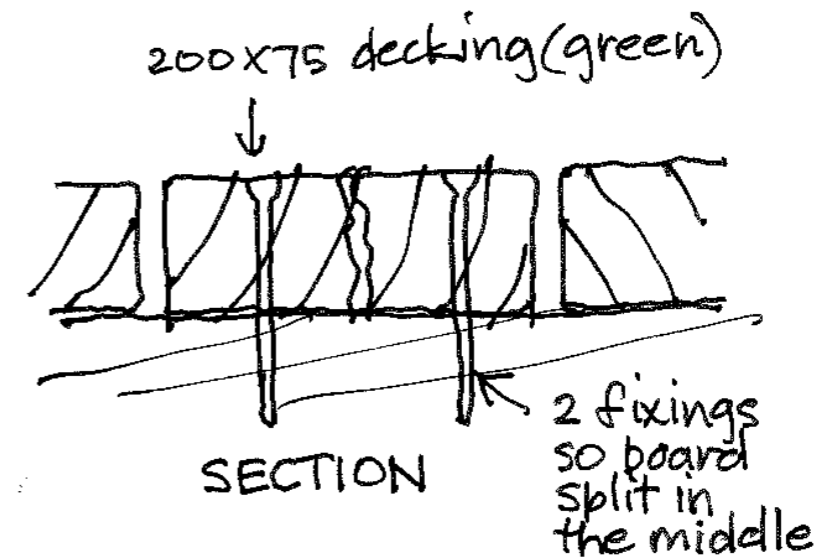 200X75 decking (green)
SECTION
2 fixings
so board
split in
the middle